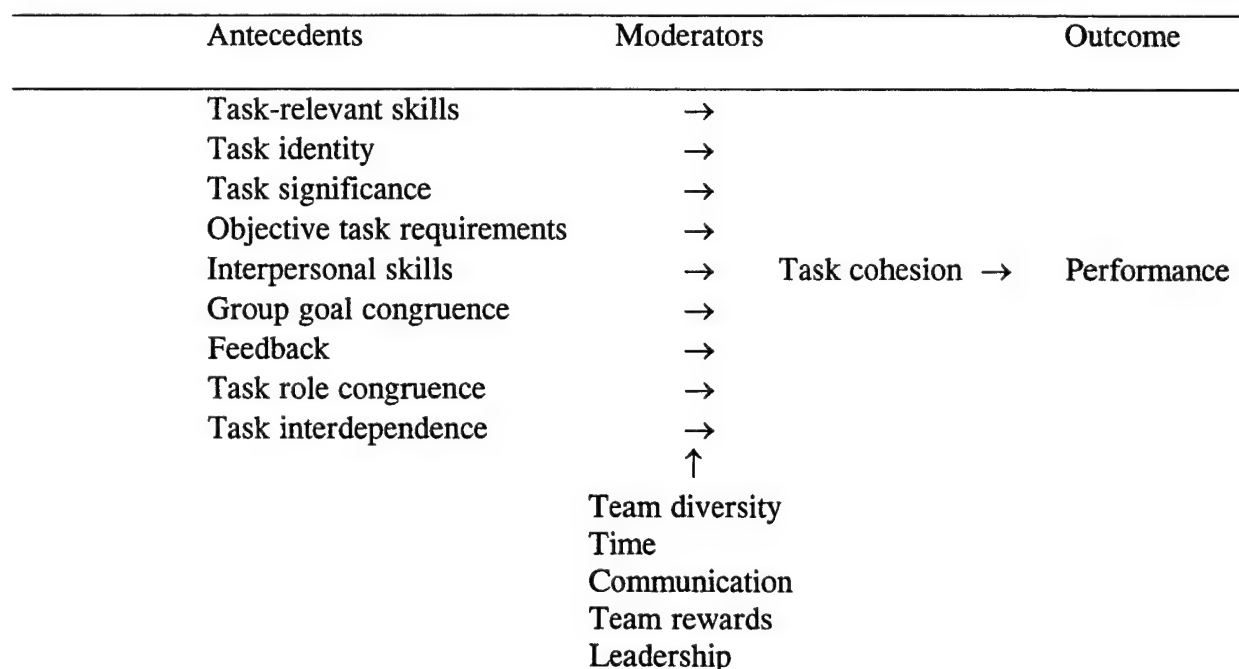 Antecedents Moderators Outcome
Task-relevant skills →
Task identity →
Task significance →
Objective task requirements →
Interpersonal skills → Task cohesion → Performance
Group goal congruence →
Feedback →
Task role congruence →
Task interdependence →
↑
Team diversity
Time
Communication
Team rewards
Leadership